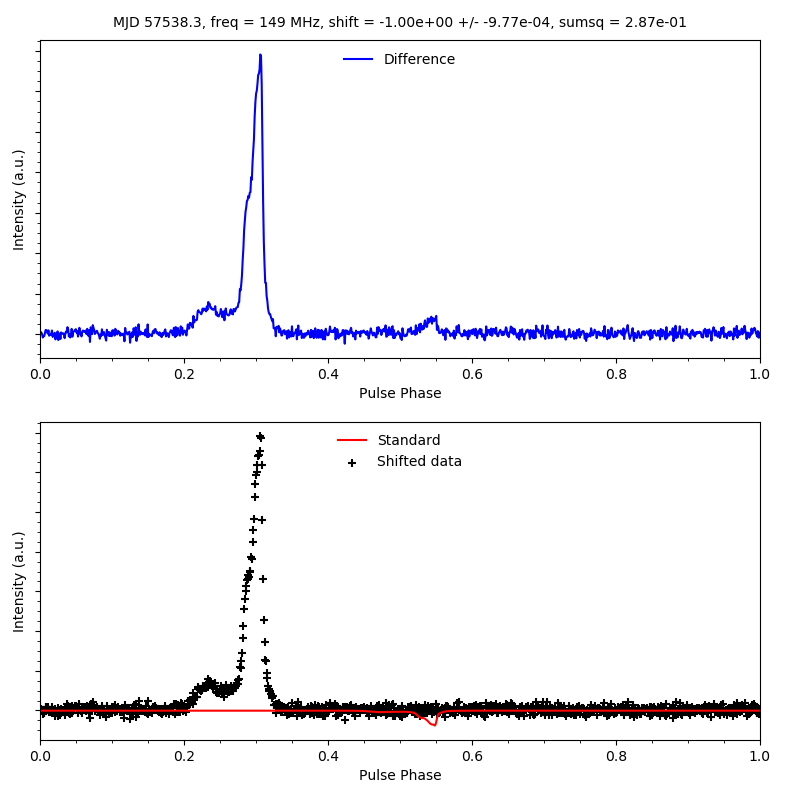 MJD 57538.3, freq = 149 MHz, shift = -1.00e+00 +/- -9.77e-04, sumsq = 2.87e-01
Difference
Intensity (a.u.)
0.0 0.2 0.4 0.6 0.8 1.0
Pulse Phase
Standard
Shifted data
Intensity (a.u.)
0.0 0.2 0.4 0.6 0.8 1.0
Pulse Phase